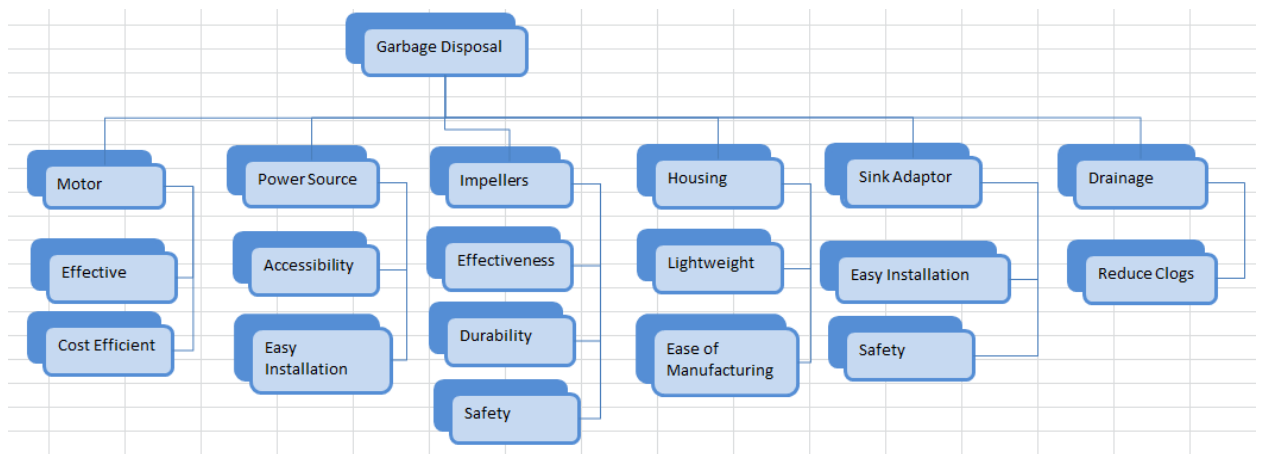 Garbage Disposal
Motor
Power Source
Impellers
Housing
Sink Adaptor
Drainage
Effective
Accessibility
Effectiveness
Lightweight
Easy Installation
Reduce Clogs
Cost Efficient
Easy
Installation
Durability
Ease of
Manufacturing
Safety
Safety